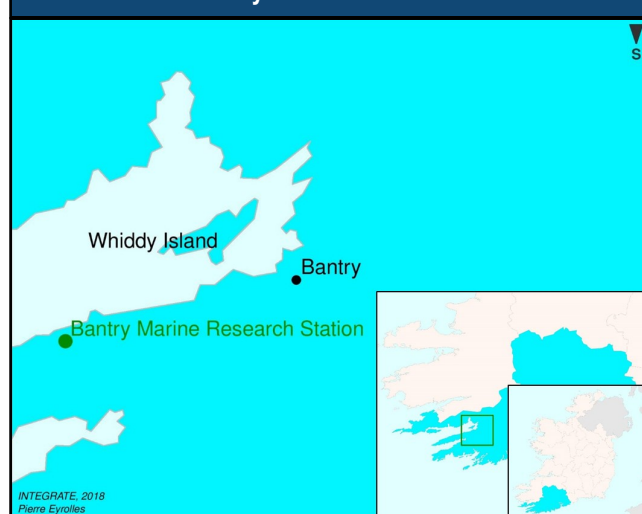 S
Whiddy Island
Bantry
Bantry Marine Research Station
INTEGRATE, 2018
Pierre Eyrolles